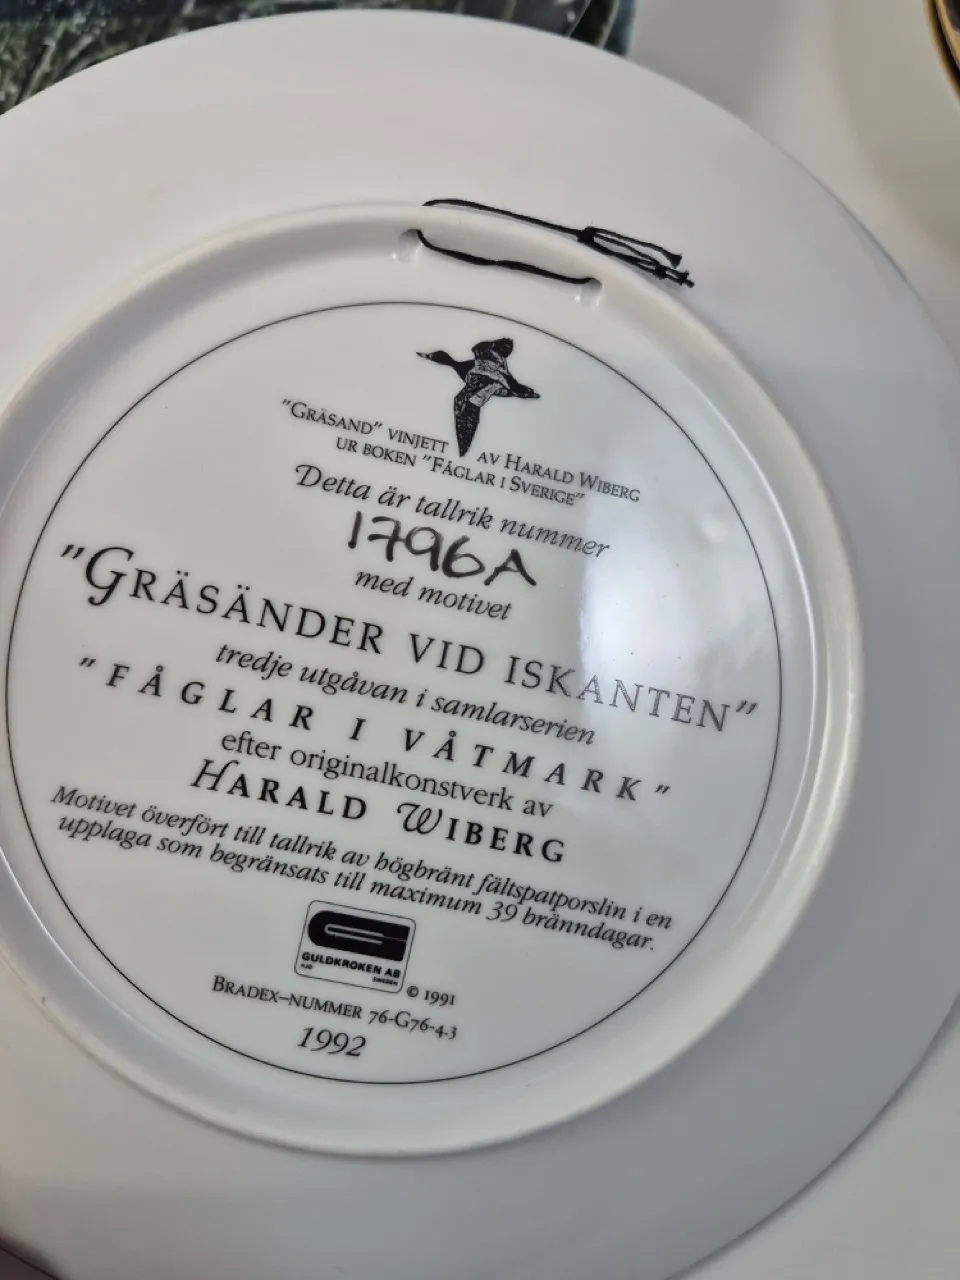 "GRÄSAND" VINJETT AV HARALD WIBERG
UR BOKEN "FÅGLAR I SVERIGE"
Detta är tallrik nummer
1796A
med motivet
"GRÄSÄNDER VID ISKANTEN"
tredje utgåvan i samlarserien
"FÅGLAR I VÅTMARK"
efter originalkonstverk av
HARALD WIBERG
Motivet överfört till tallrik av högbränt fältspatporslin i en
upplaga som begränsats till maximum 39 bränndagar.
GULDKROKEN AB
HJO SWEDEN
© 1991
BRADEX–NUMMER 76-G76-4.3
1992